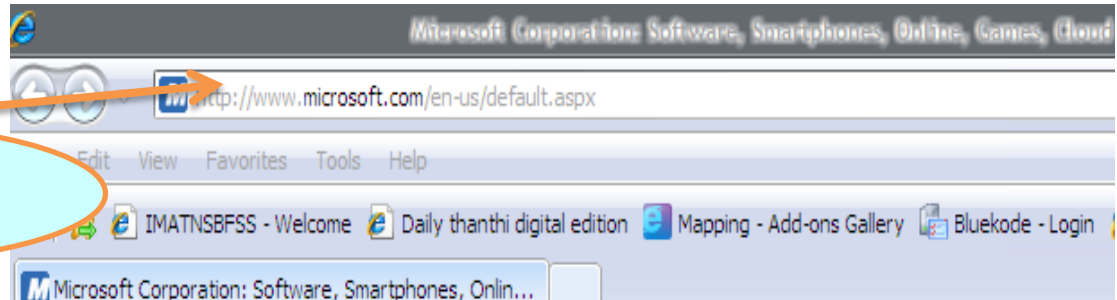 Microsoft Corporation: Software, Smartphones, Online, Games, Cloud
http://www.microsoft.com/en-us/default.aspx
Edit View Favorites Tools Help
IMATNSBFSS - Welcome Daily thanthi digital edition Mapping - Add-ons Gallery Bluekode - Login
M Microsoft Corporation: Software, Smartphones, Onlin...